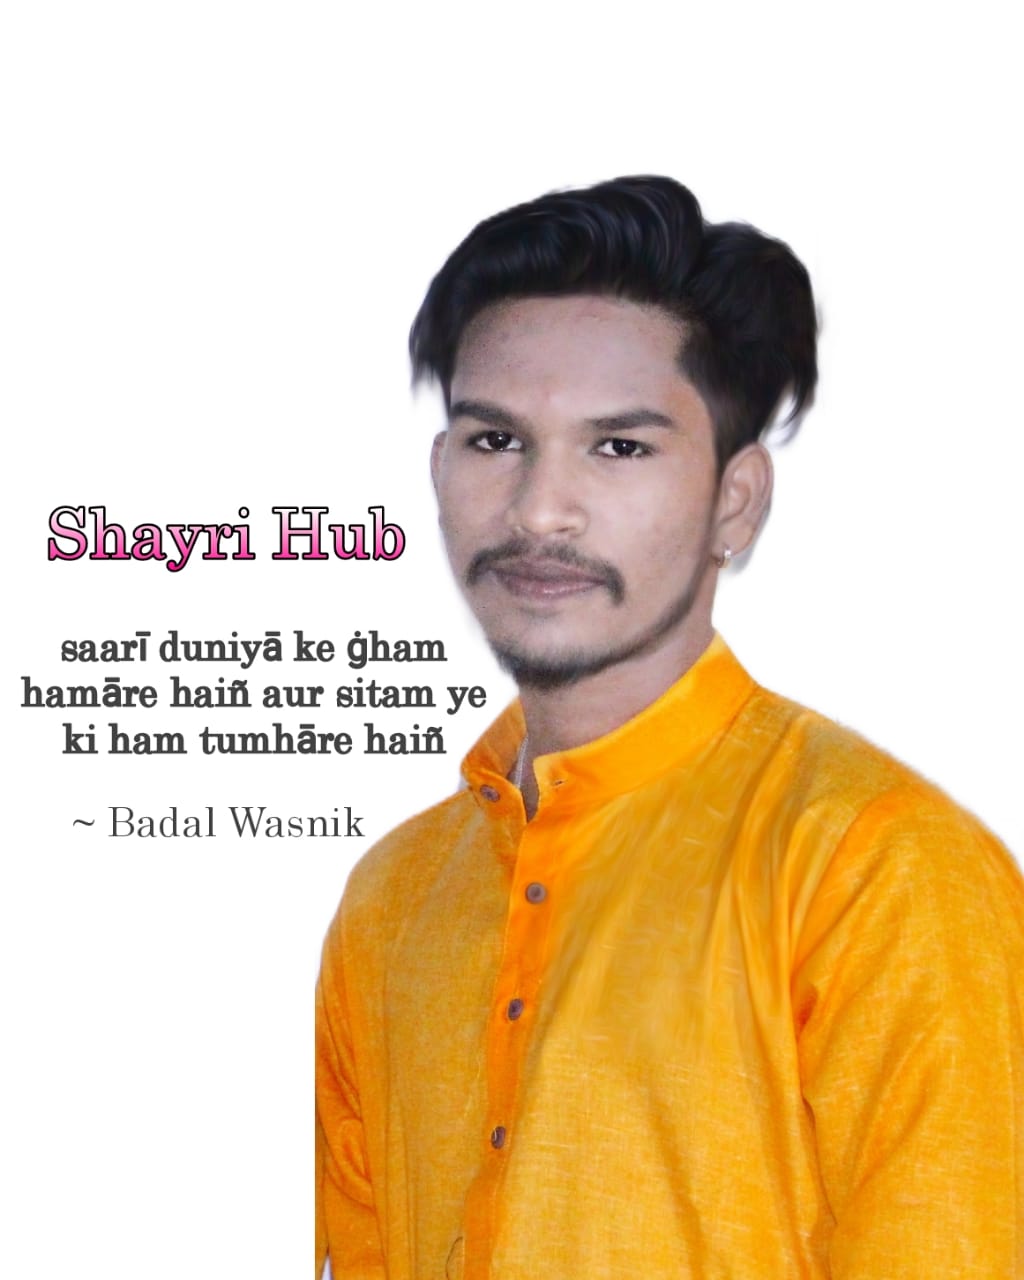 Shayri Hub
saarī duniyā ke ġham
hamāre haiñ aur sitam ye
ki ham tumhāre haiñ
~ Badal Wasnik